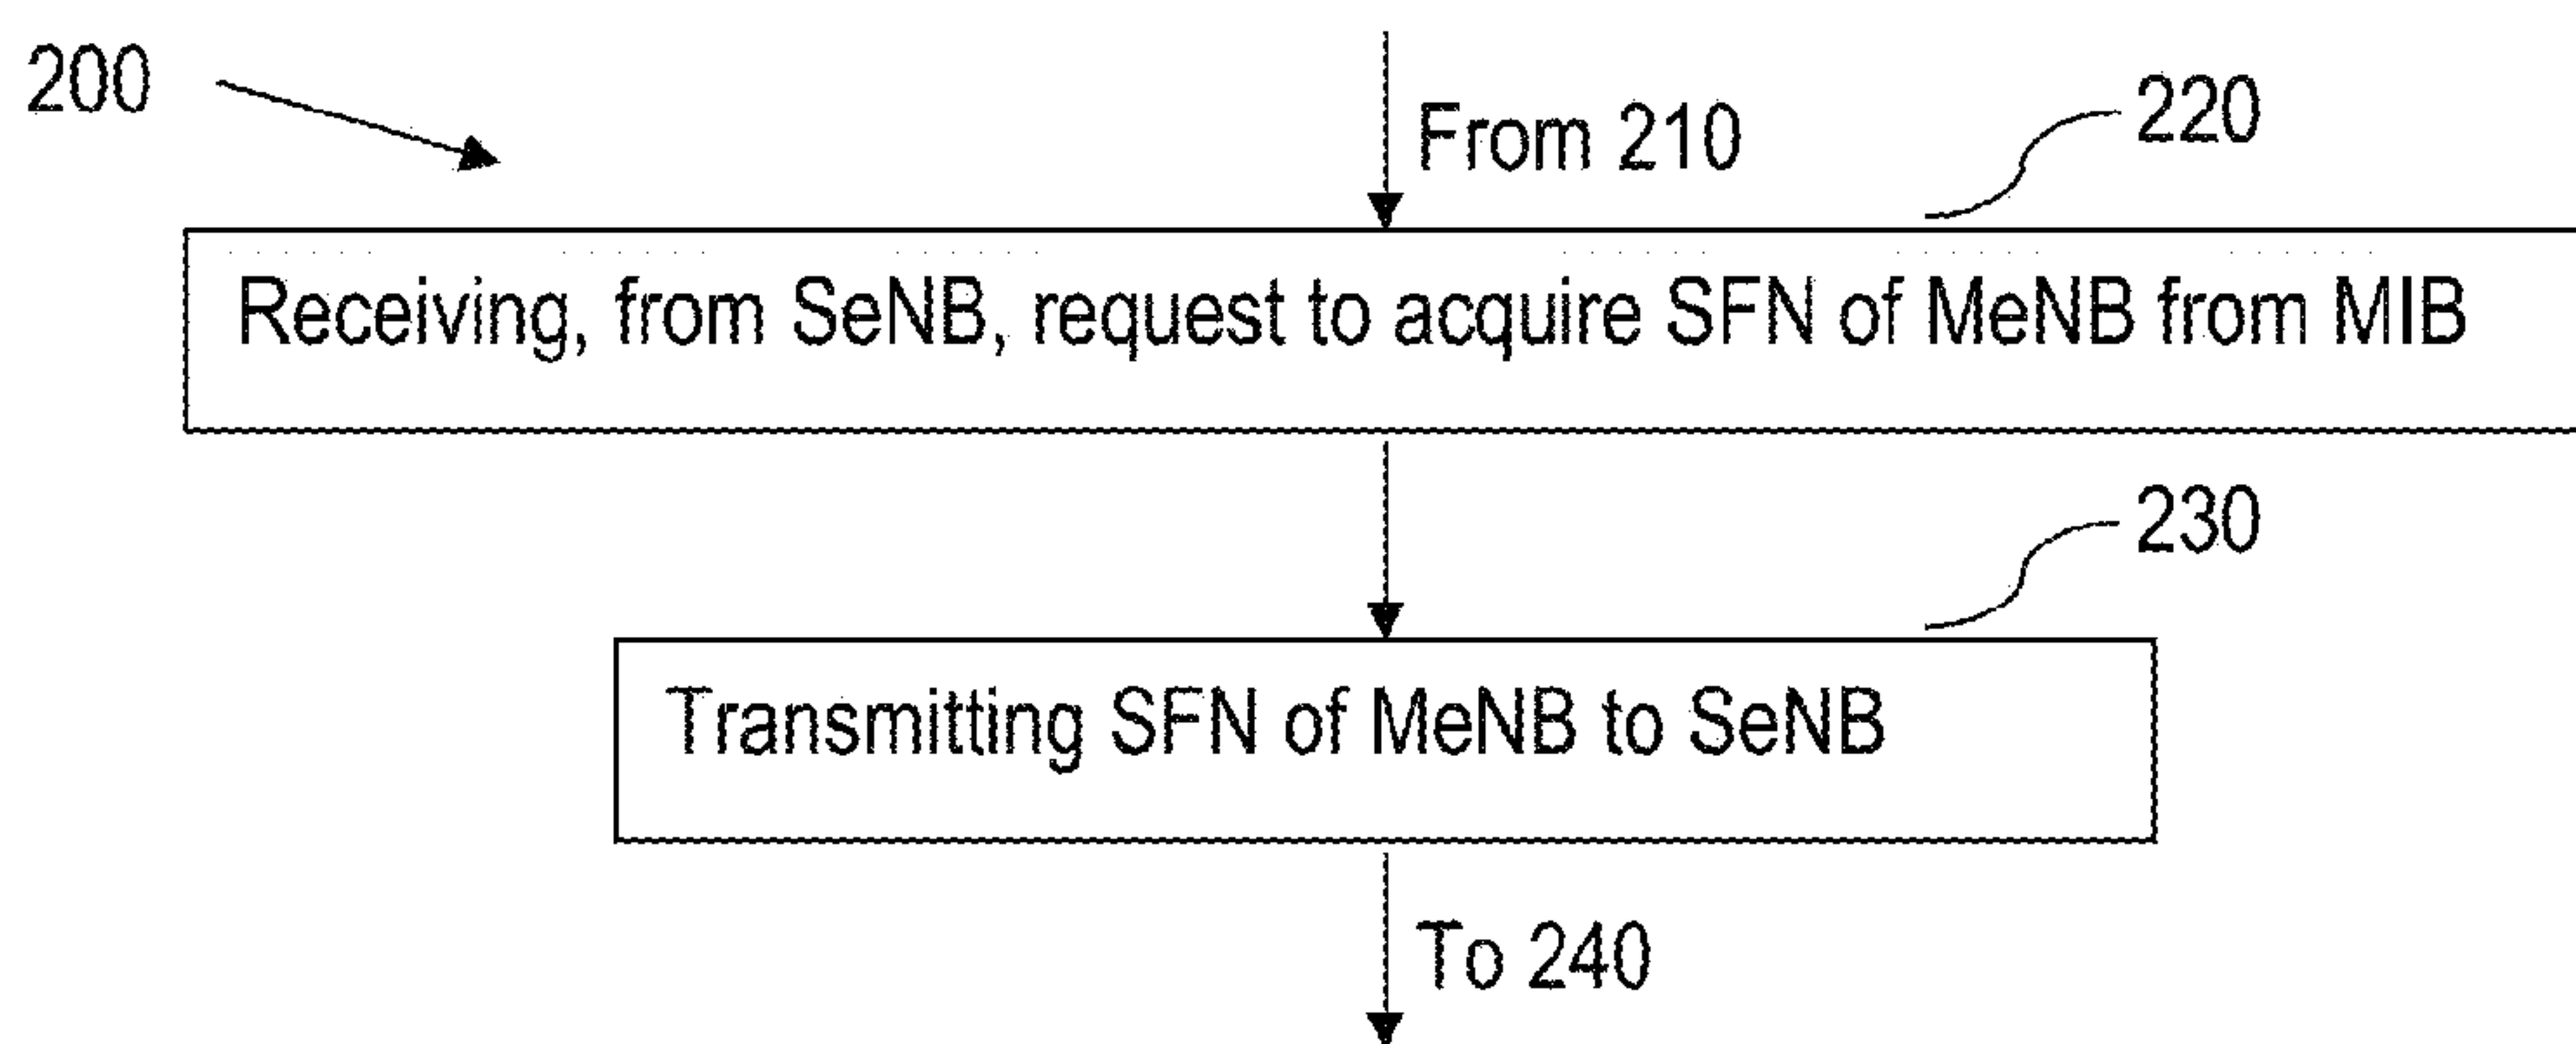 200
From 210
220
Receiving, from SeNB, request to acquire SFN of MeNB from MIB
230
Transmitting SFN of MeNB to SeNB
To 240